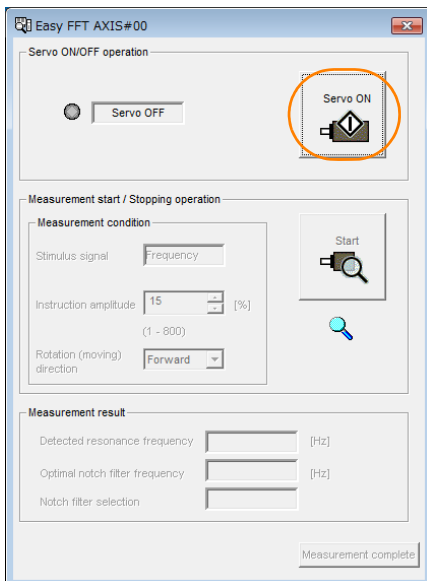 Easy FFT AXIS#00
Servo ON/OFF operation
Servo OFF
Servo ON
Measurement start / Stopping operation
Measurement condition
Stimulus signal Frequency
Instruction amplitude 15 [%]
(1 - 800)
Rotation (moving)
direction Forward
Start
Measurement result
Detected resonance frequency [Hz]
Optimal notch filter frequency [Hz]
Notch filter selection
Measurement complete